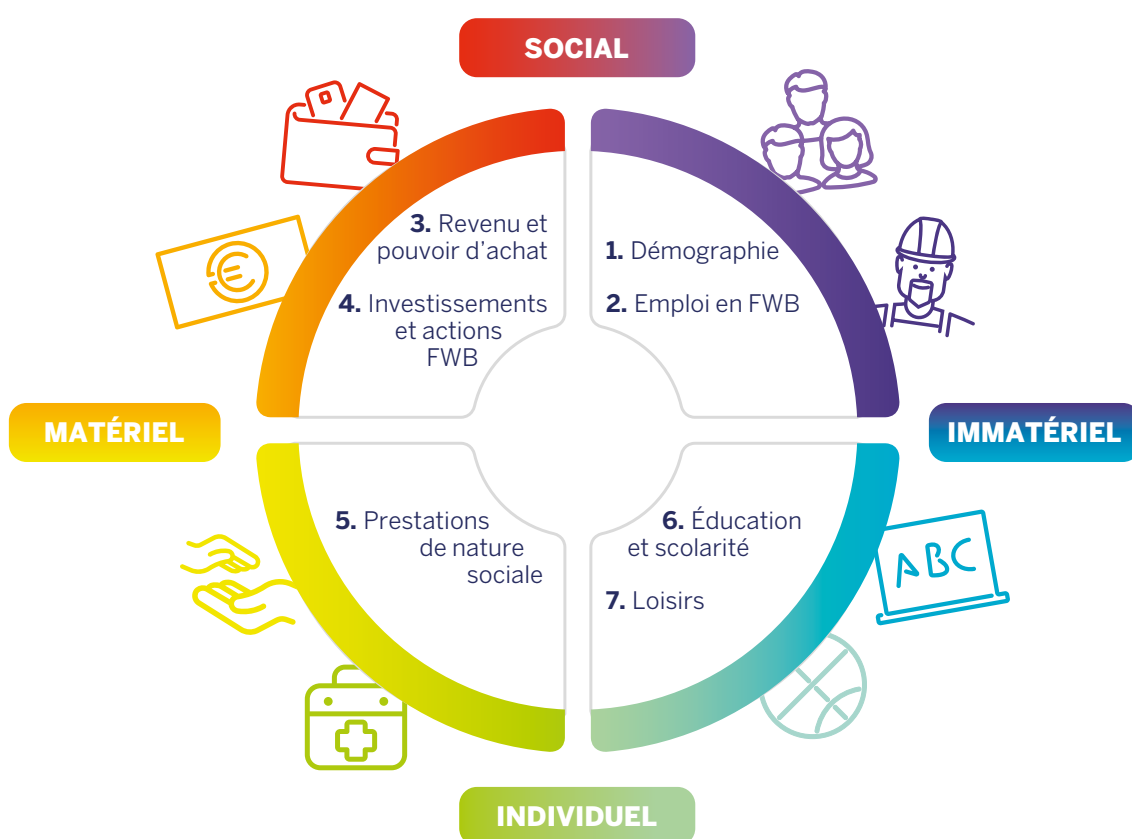 SOCIAL
3. Revenu et
pouvoir d'achat
4. Investissements
et actions
FWB
1. Démographie
2. Emploi en FWB
MATÉRIEL
IMMATÉRIEL
5. Prestations
de nature
sociale
6. Éducation
et scolarité
7. Loisirs
ABC
INDIVIDUEL